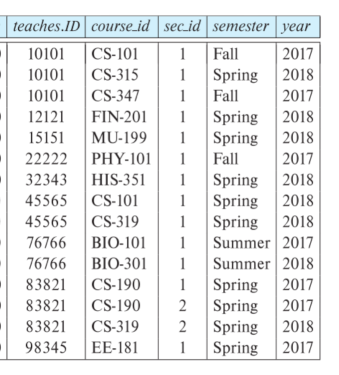 teaches.ID course_id sec_id semester year
10101 CS-101 1 Fall 2017
10101 CS-315 1 Spring 2018
10101 CS-347 1 Fall 2017
12121 FIN-201 1 Spring 2018
15151 MU-199 1 Spring 2018
22222 PHY-101 1 Fall 2017
32343 HIS-351 1 Spring 2018
45565 CS-101 1 Spring 2018
45565 CS-319 1 Spring 2018
76766 BIO-101 1 Summer 2017
76766 BIO-301 1 Summer 2018
83821 CS-190 1 Spring 2017
83821 CS-190 2 Spring 2017
83821 CS-319 2 Spring 2018
98345 EE-181 1 Spring 2017